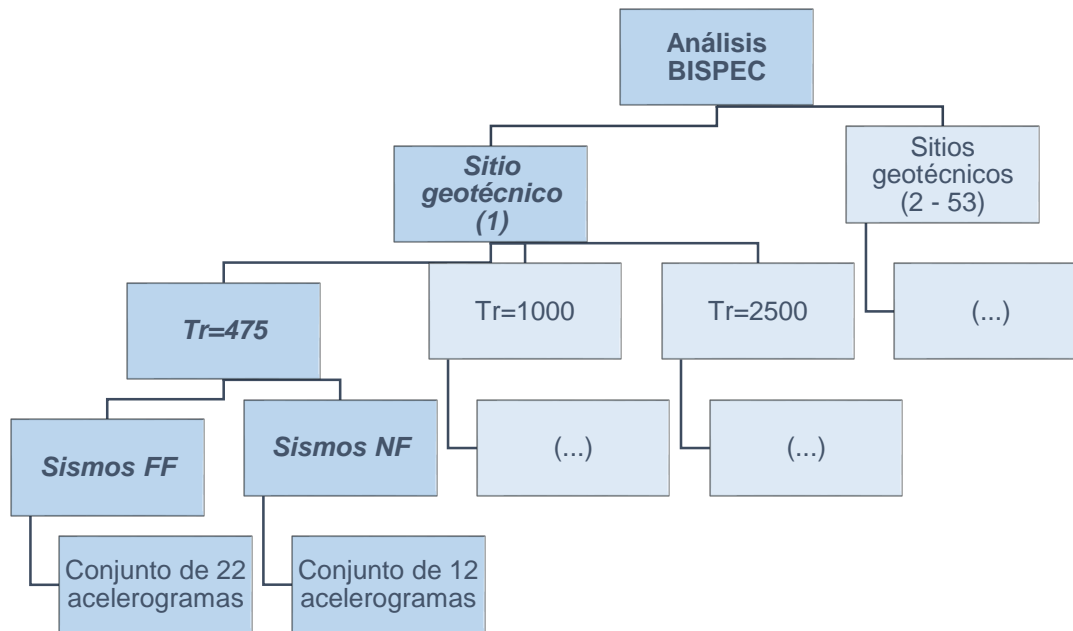 Análisis
BISPEC
Sitio
geotécnico
(1)
Sitios
geotécnicos
(2 - 53)
Tr=475
Tr=1000
Tr=2500
(...)
Sismos FF
Sismos NF
(...)
(...)
Conjunto de 22
acelerogramas
Conjunto de 12
acelerogramas